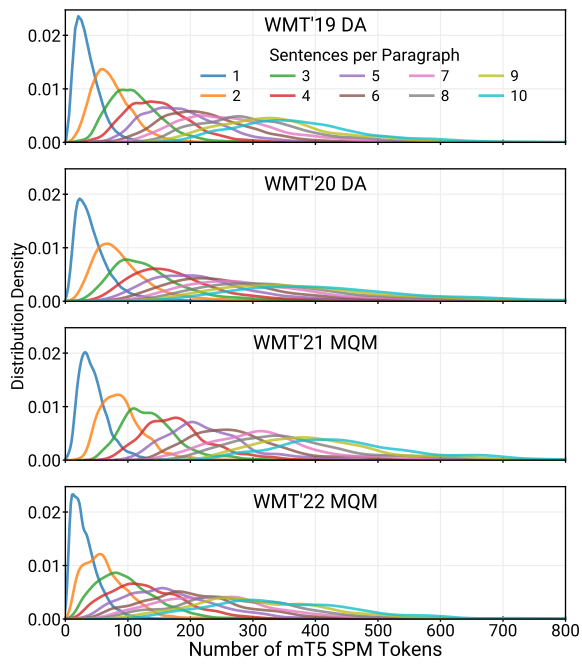 WMT'19 DA
Sentences per Paragraph
1 3 5 7 9
2 4 6 8 10
0.02
0.01
0.00
WMT'20 DA
0.02
0.01
0.00
Distribution Density
WMT'21 MQM
0.02
0.01
0.00
WMT'22 MQM
0.02
0.01
0.00
0 100 200 300 400 500 600 700 800
Number of mT5 SPM Tokens